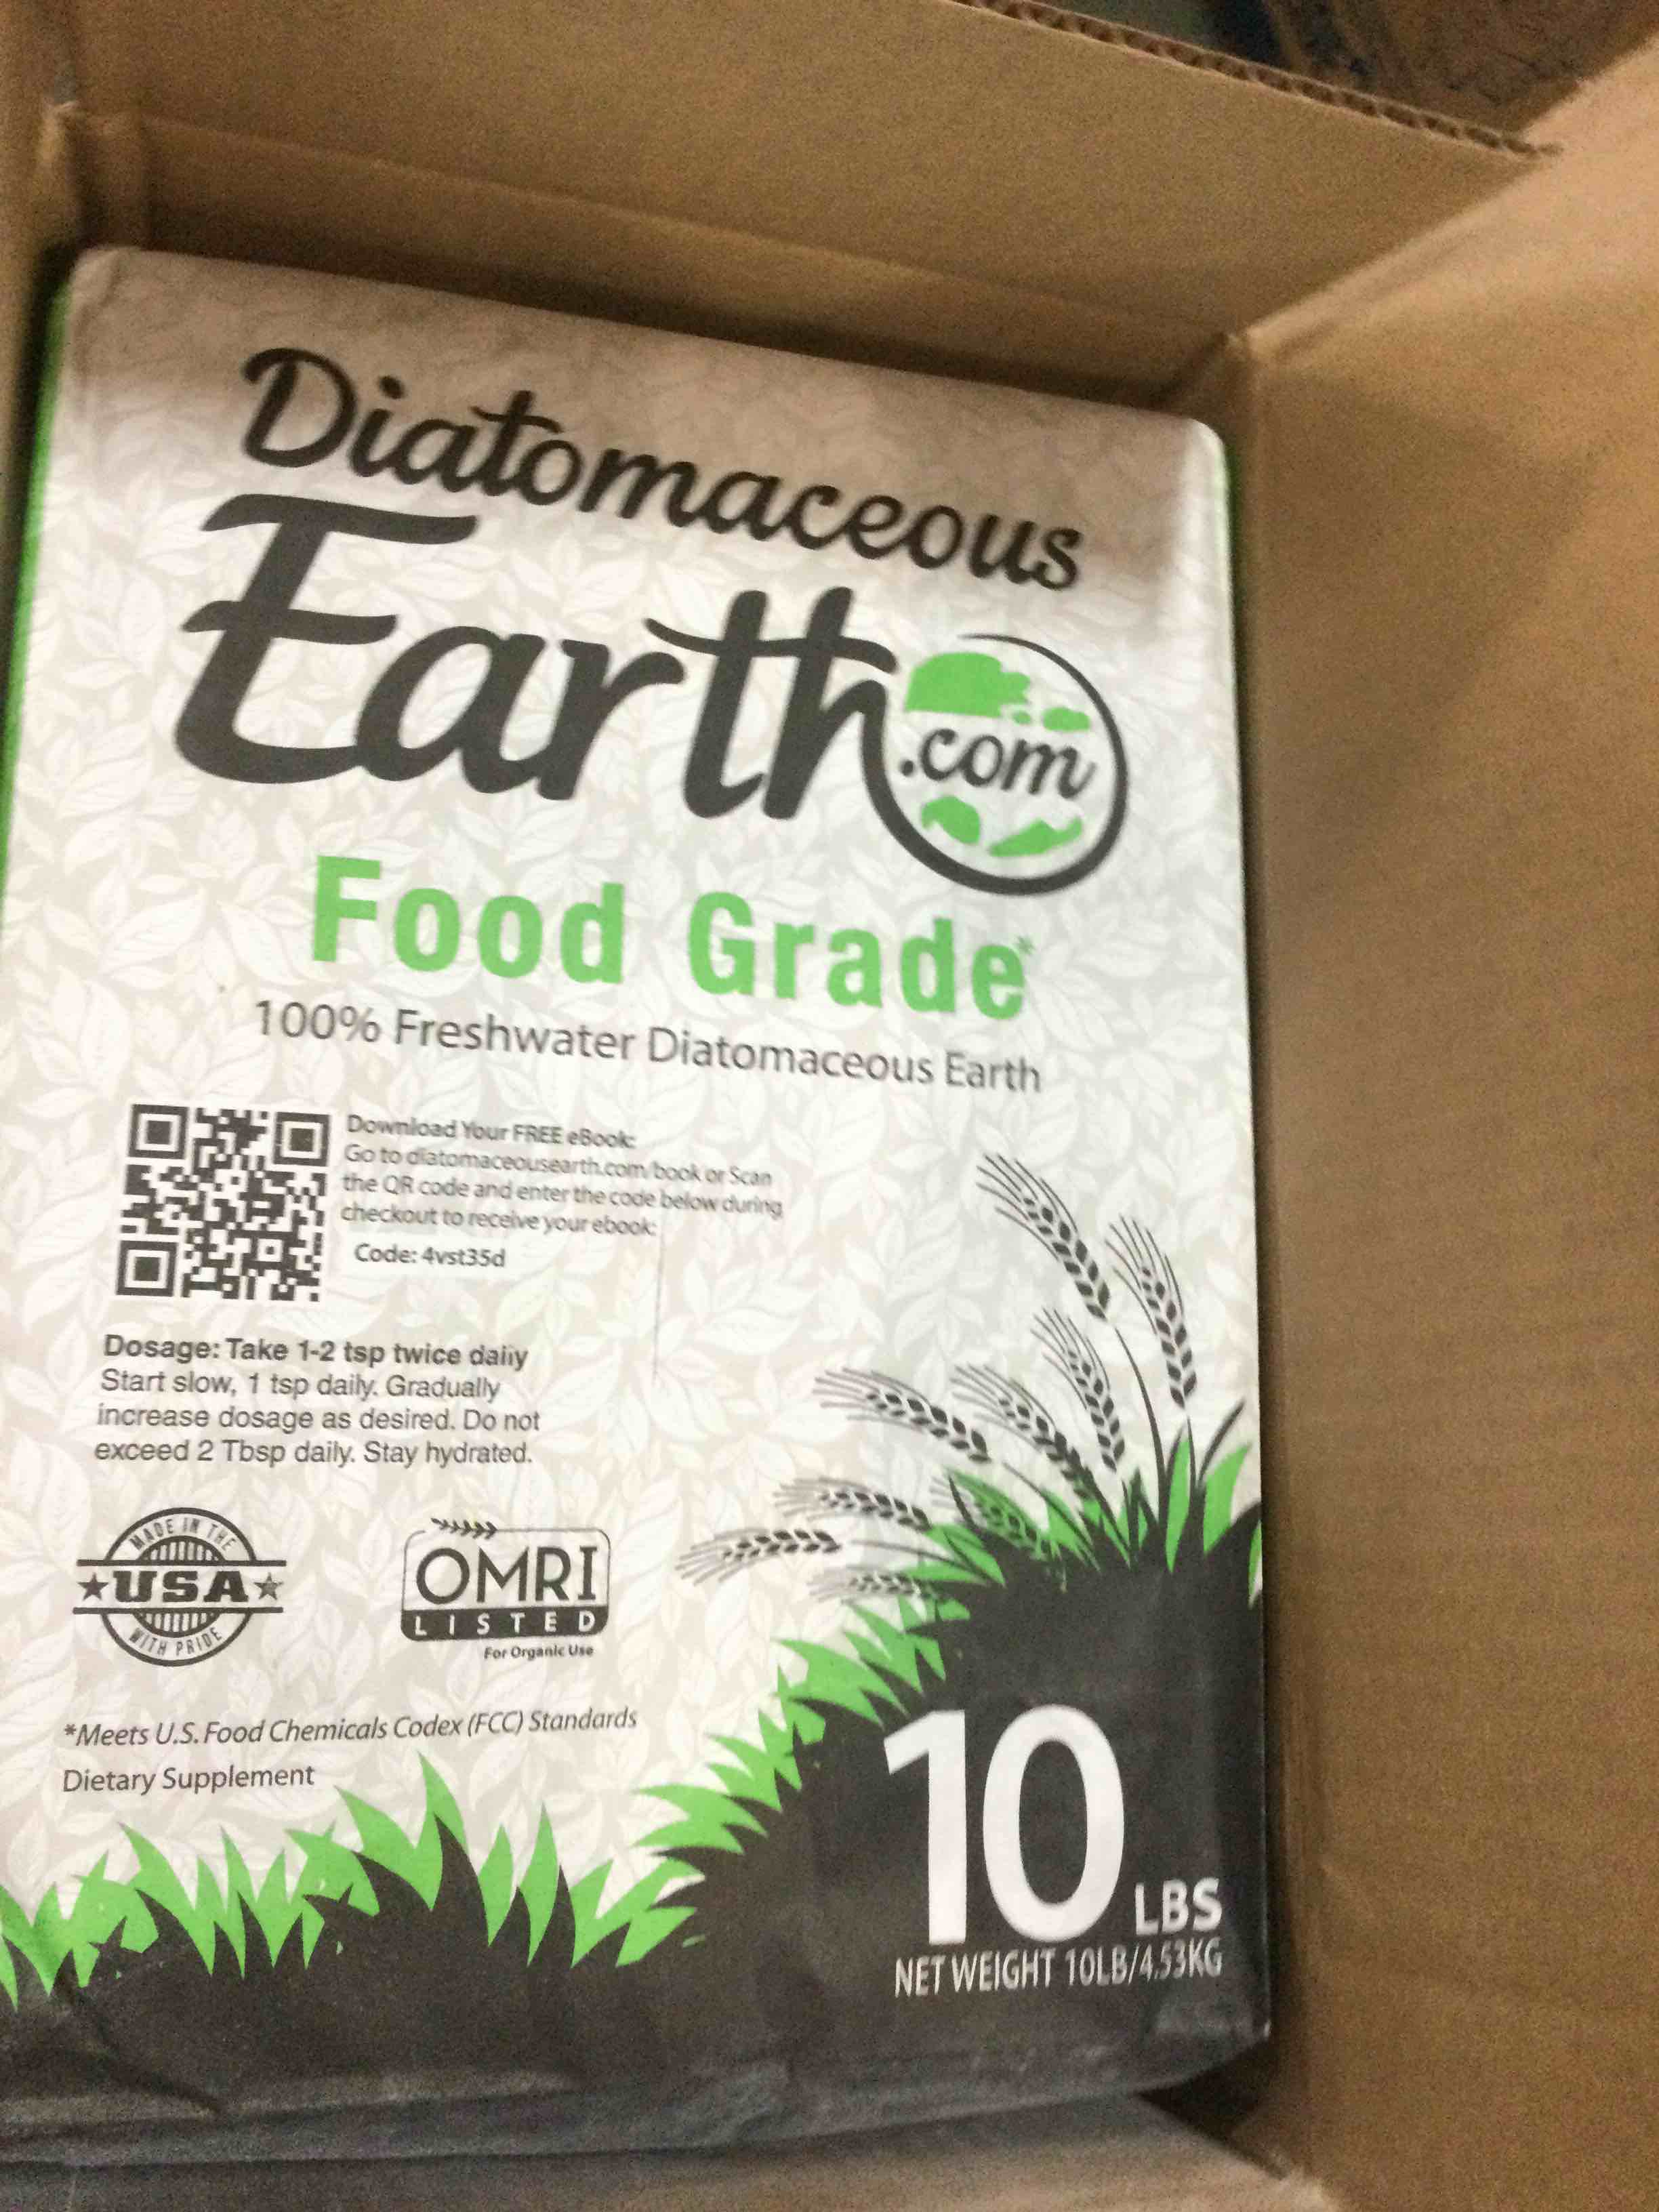 Diatomaceous
Earth.com
Food Grade*
100% Freshwater Diatomaceous Earth
Download Your FREE eBook:
Go to diatomaceousearth.com/book or Scan
the QR code and enter the code below during
checkout to receive your ebook:
Code: 4vst35d
Dosage: Take 1-2 tsp twice daily
Start slow, 1 tsp daily. Gradually
increase dosage as desired. Do not
exceed 2 Tbsp daily. Stay hydrated.
MADE IN THE
USA
WITH PRIDE
OMRI
LISTED
For Organic Use
*Meets U.S. Food Chemicals Codex (FCC) Standards
Dietary Supplement
10 LBS
NET WEIGHT 10LB/4.53KG